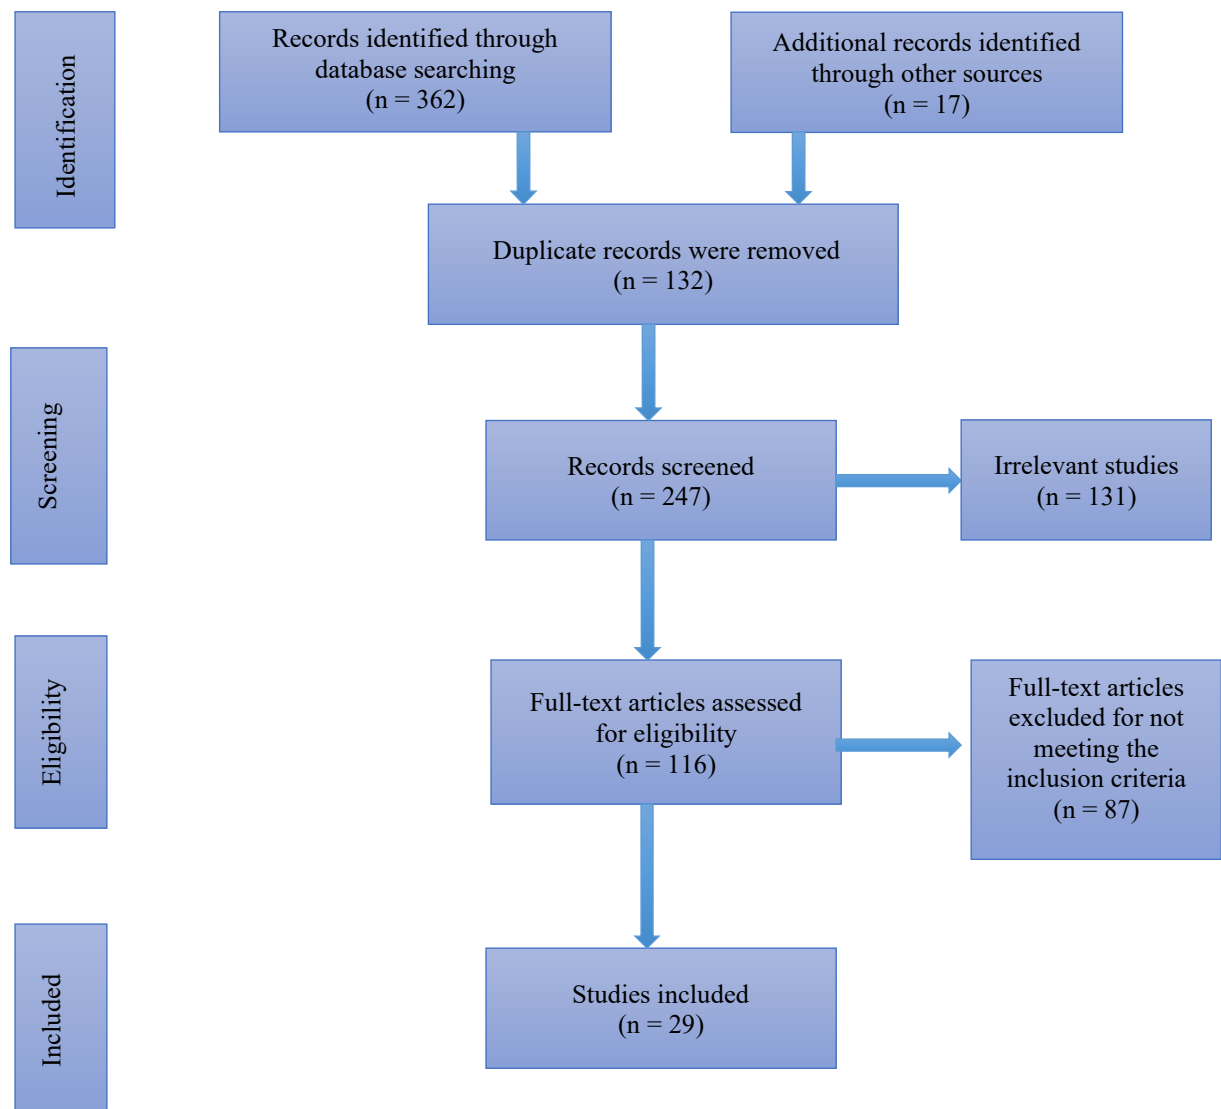 Identification
Records identified through
database searching
(n = 362)
Additional records identified
through other sources
(n = 17)
Duplicate records were removed
(n = 132)
Screening
Records screened
(n = 247)
Irrelevant studies
(n = 131)
Eligibility
Full-text articles assessed
for eligibility
(n = 116)
Full-text articles
excluded for not
meeting the
inclusion criteria
(n = 87)
Included
Studies included
(n = 29)